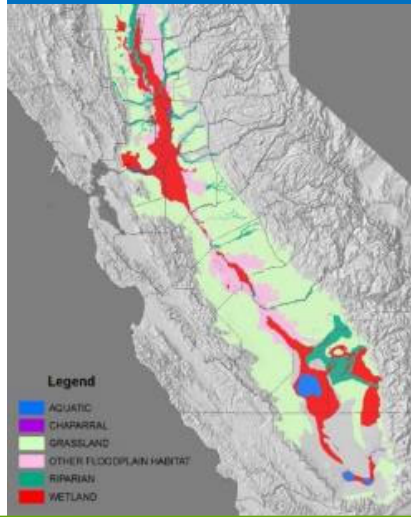 Legend
AQUATIC
CHAPARRAL
GRASSLAND
OTHER FLOODPLAIN HABITAT
RIPARIAN
WETLAND